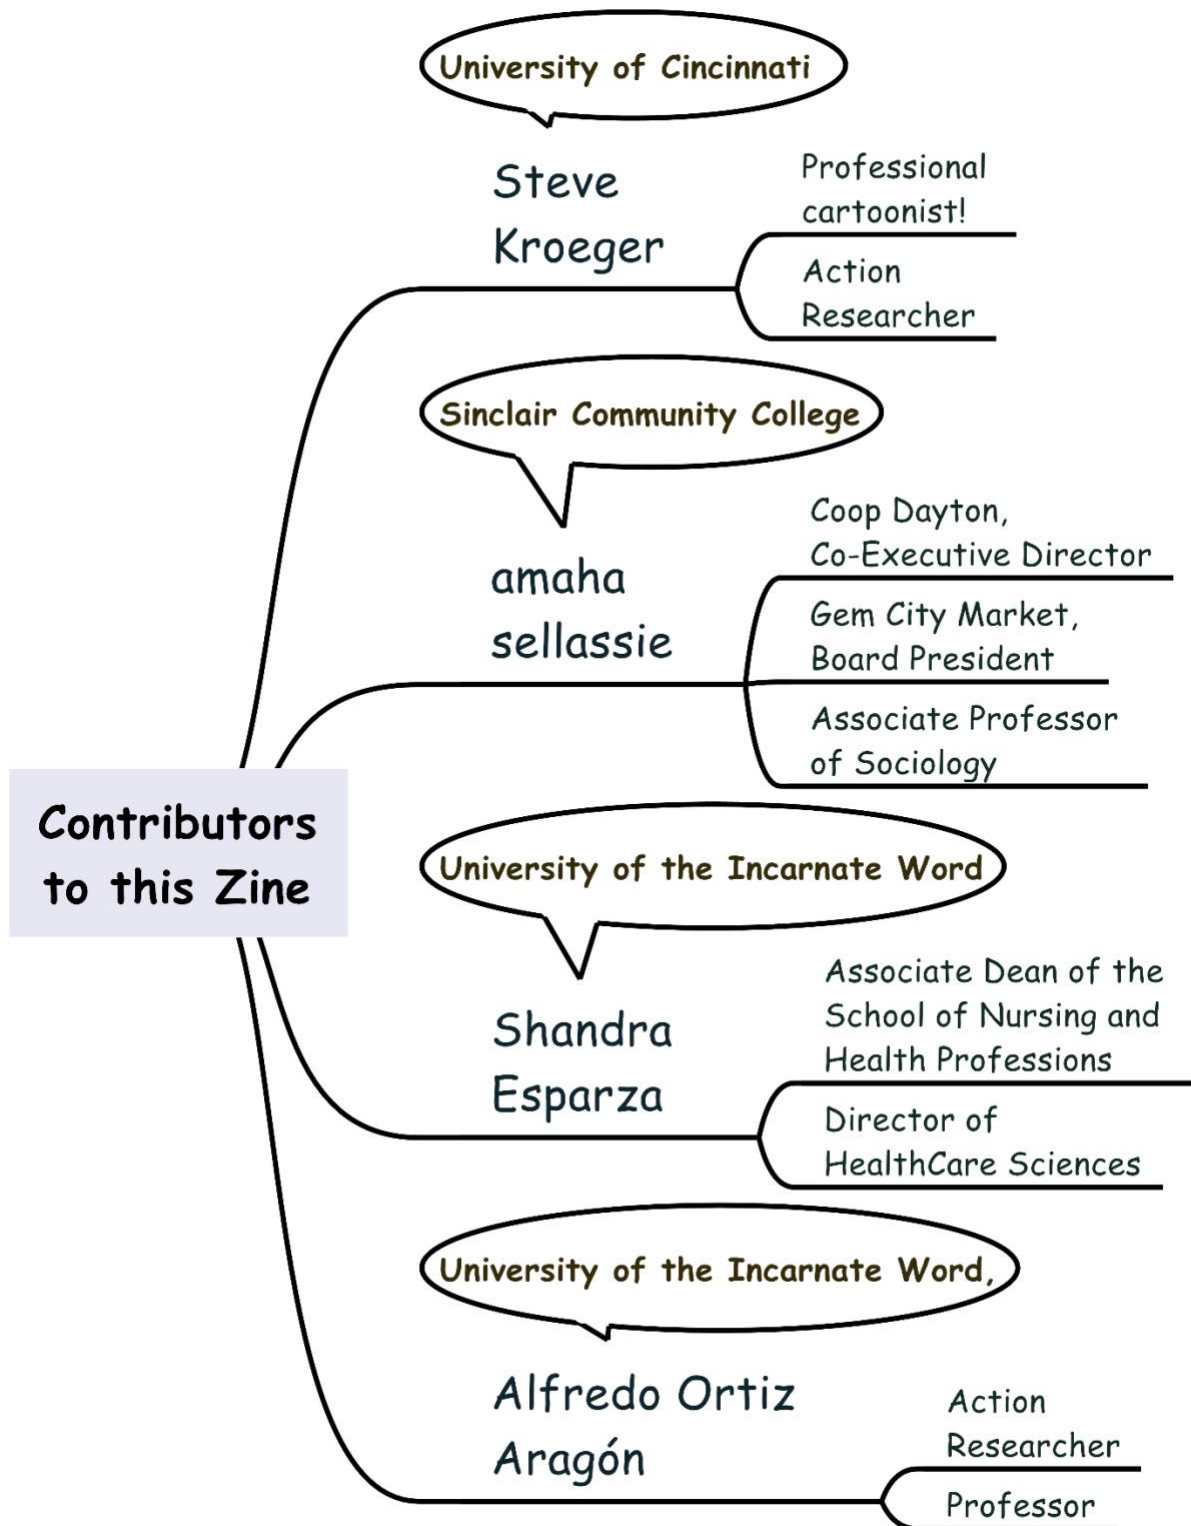 University of Cincinnati
Steve
Kroeger
Professional
cartoonist!
Action
Researcher
Sinclair Community College
amaha
sellassie
Coop Dayton,
Co-Executive Director
Gem City Market,
Board President
Associate Professor
of Sociology
Contributors
to this Zine
University of the Incarnate Word
Shandra
Esparza
Associate Dean of the
School of Nursing and
Health Professions
Director of
HealthCare Sciences
University of the Incarnate Word,
Alfredo Ortiz
Aragón
Action
Researcher
Professor